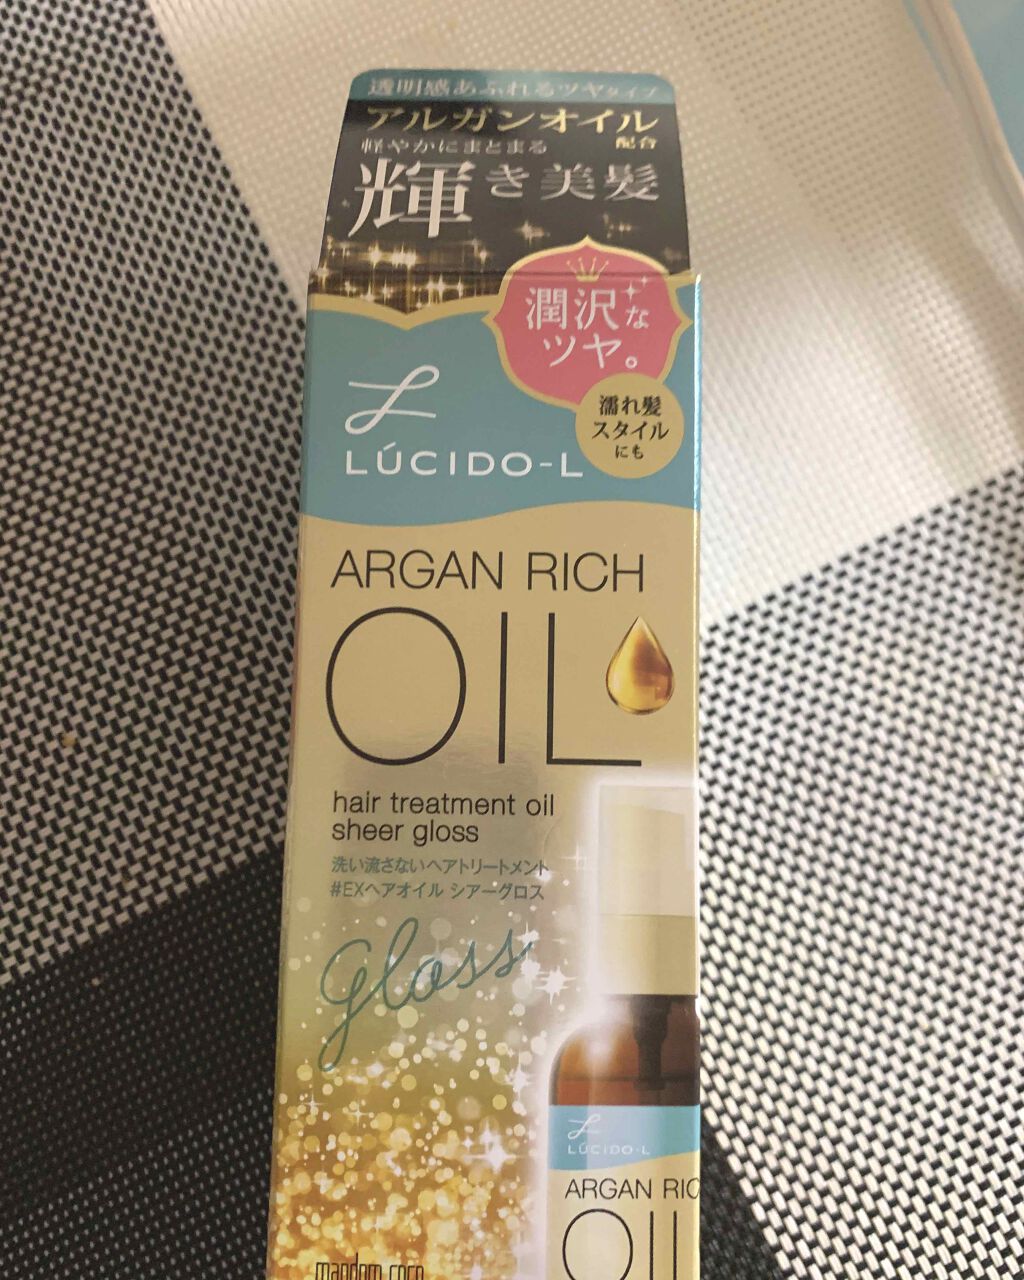 透明感あふれるツヤタイプ
アルガンオイル
配合
軽やかにまとまる
輝き美髪
潤沢な
ツヤ。
濡れ髪
スタイル
にも
LÚCIDO-L
ARGAN RICH
OIL
hair treatment oil
sheer gloss
洗い流さないヘアトリートメント
#EXヘアオイル シアーグロス
gloss
LÚCIDO-L
ARGAN RIC
OIL
mandom corp